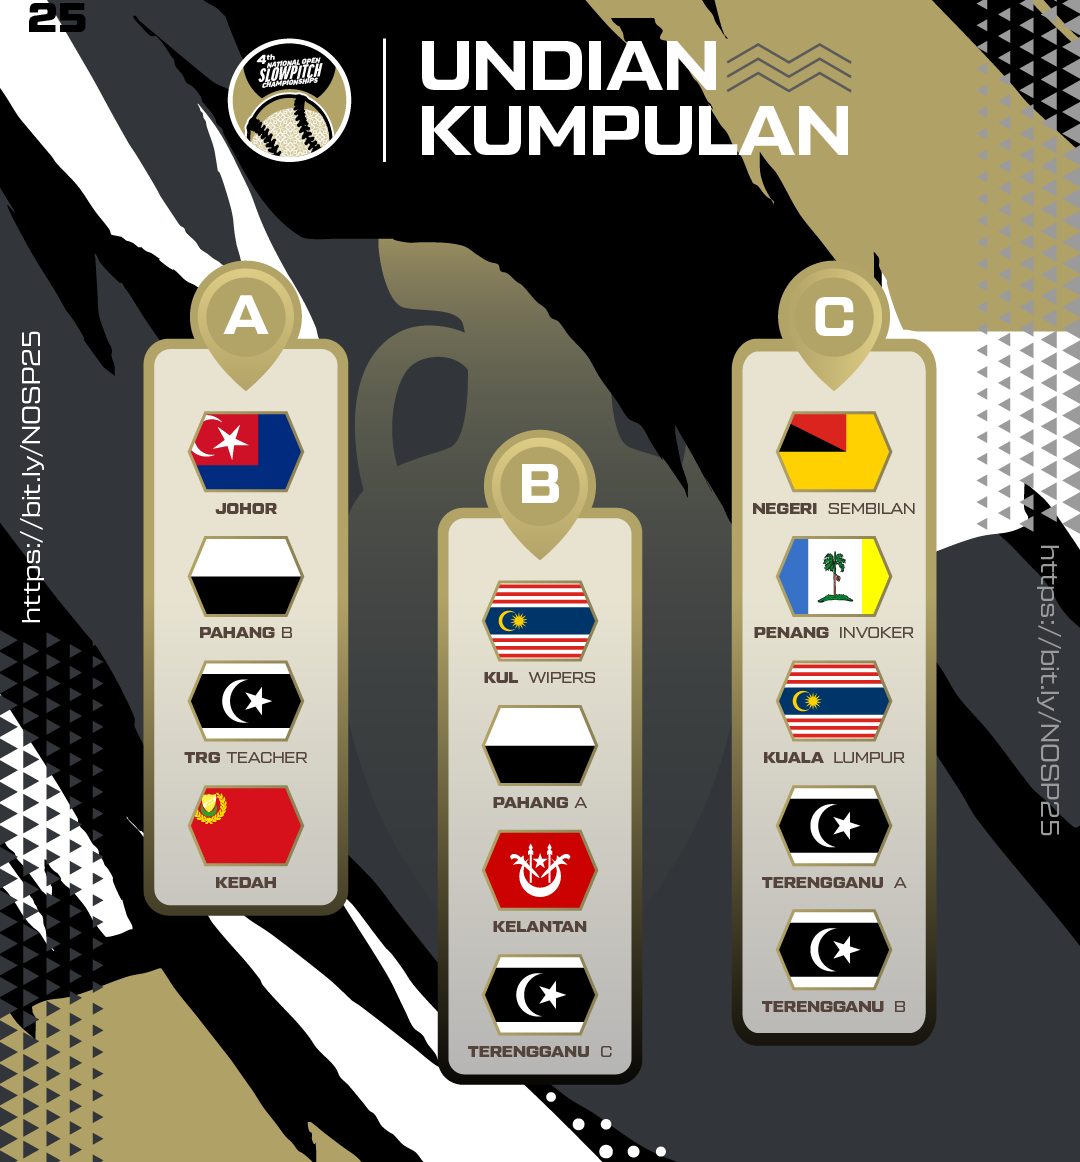 25
4th
NATIONAL OPEN
SLOWPITCH
CHAMPIONSHIPS
UNDIAN
KUMPULAN
https://bit.ly/NOSP25
A
JOHOR
PAHANG B
TRG TEACHER
KEDAH
B
KUL WIPERS
PAHANG A
KELANTAN
TERENGGANU C
C
NEGERI SEMBILAN
PENANG INVOKER
KUALA LUMPUR
TERENGGANU A
TERENGGANU B
https://bit.ly/NOSP25